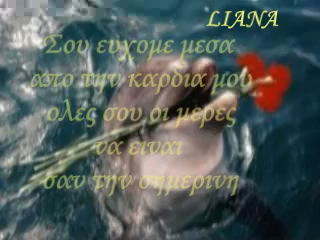 LIANA
Σου ευχομε μεσα
απο την καρδια μου
ολες σου οι μερες
να ειναι
σαν την σημερινη